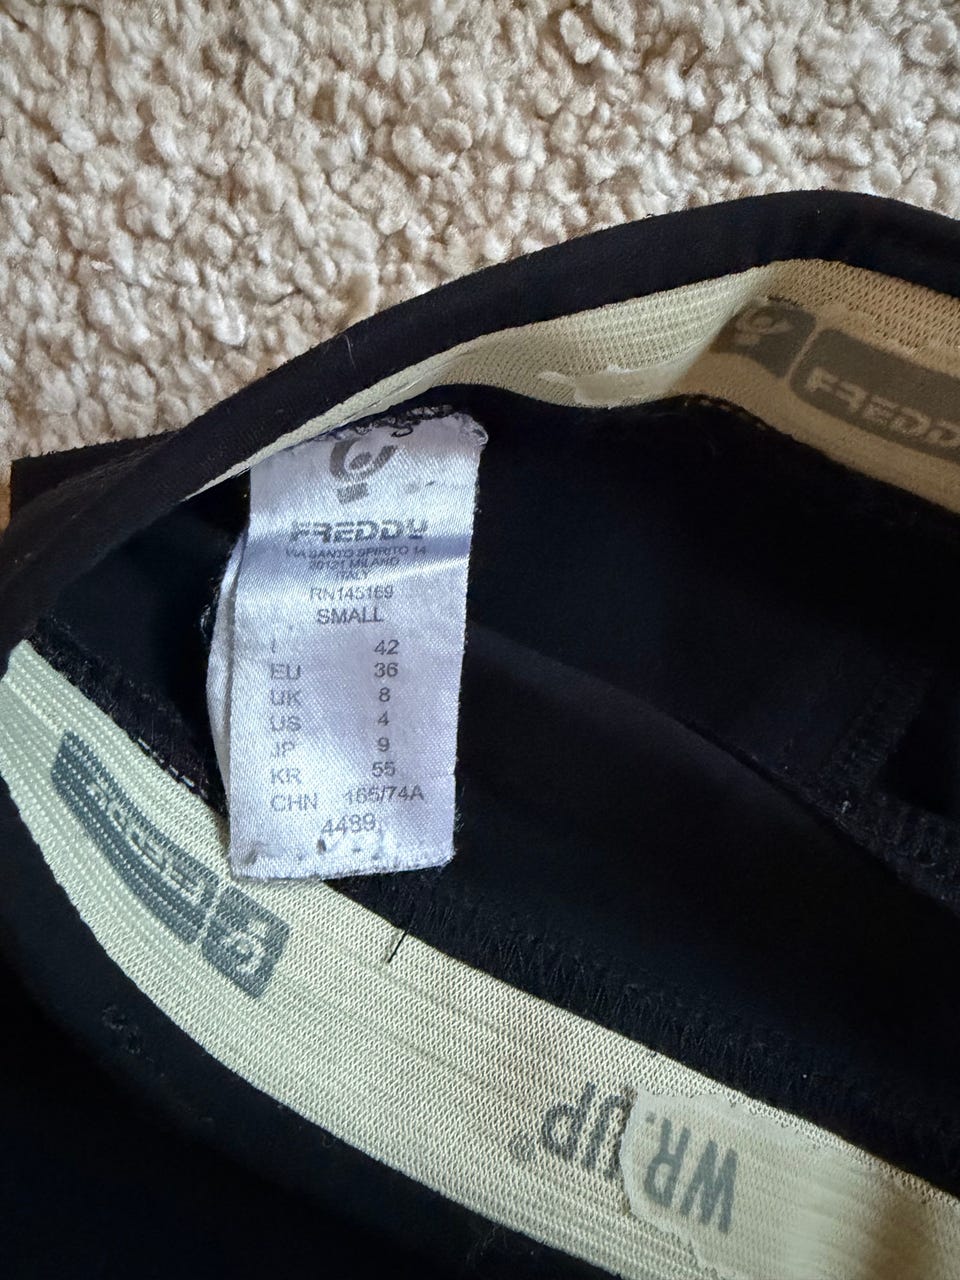 FREDDY
FREDDY
VIA SANTO SPIRITO 14
20121 MILANO
ITALY
RN145169
SMALL
I 42
EU 36
UK 8
US 4
JP 9
KR 55
CHN 165/74A
4489
FREDDY
WR.UP®